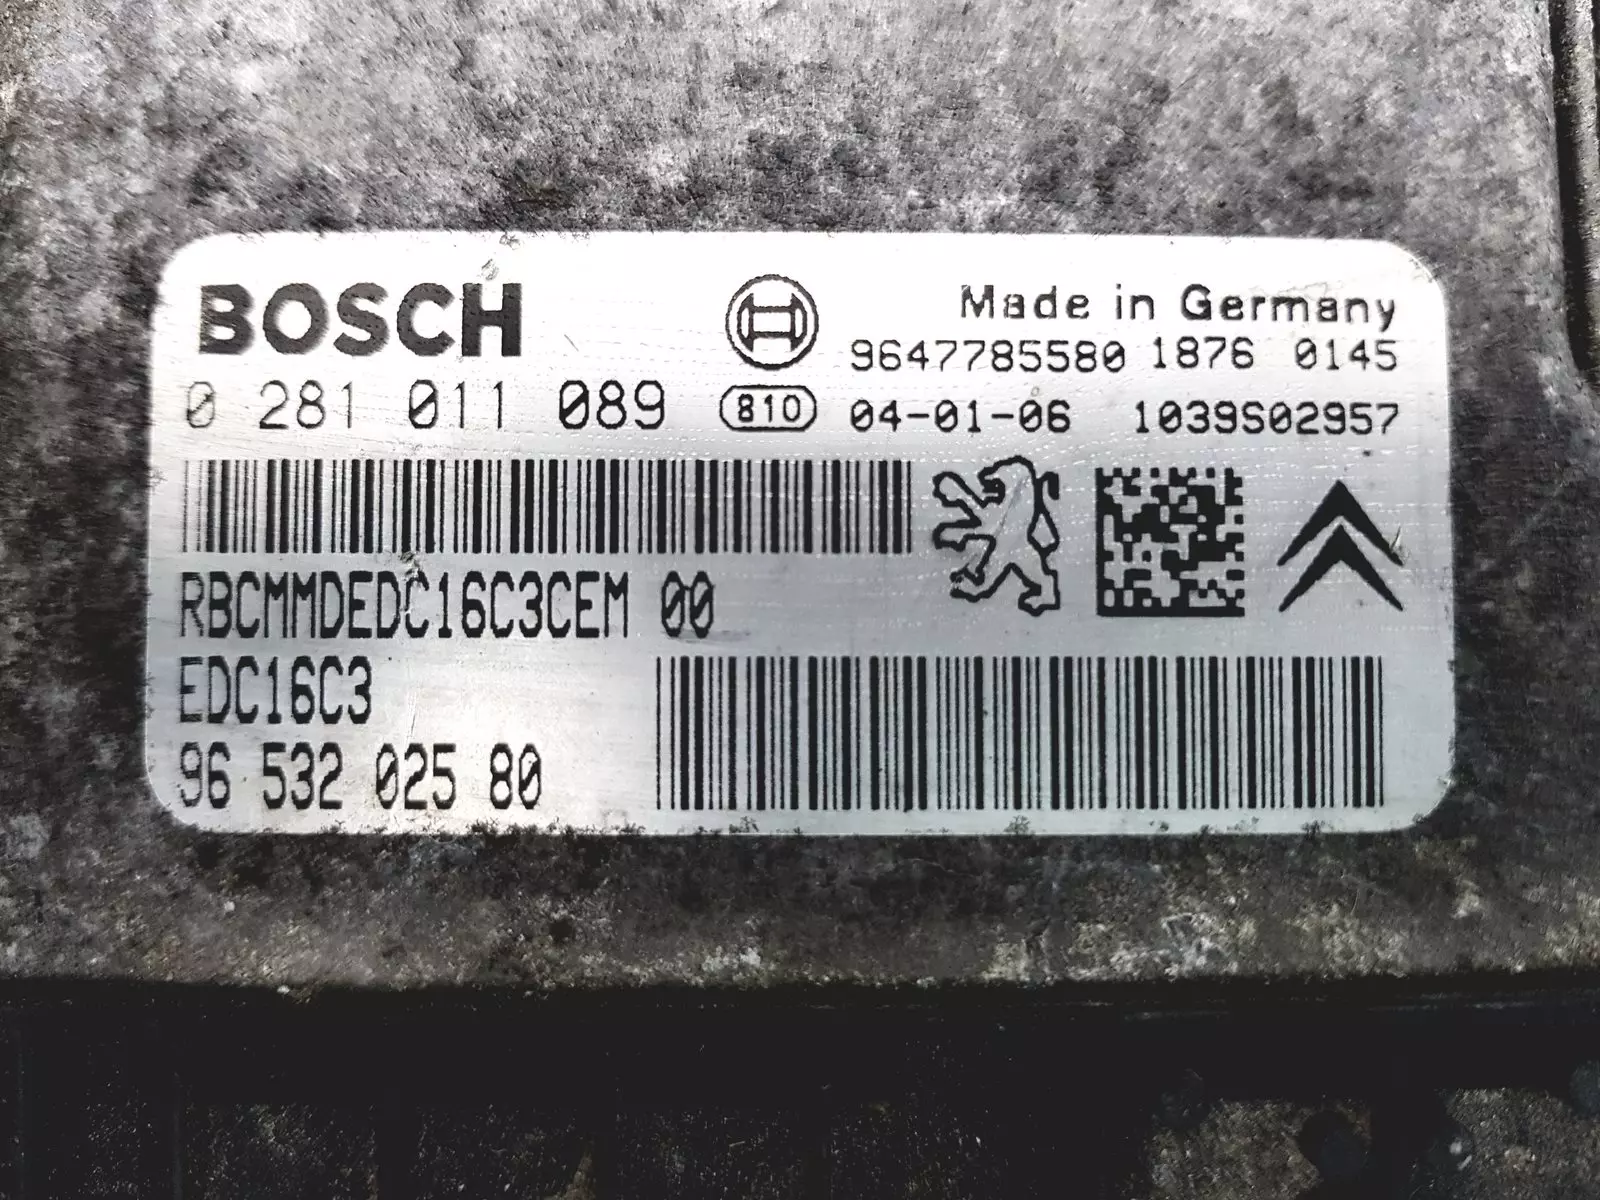 BOSCH
Made in Germany
9647785580 1876 0145
0 281 011 089
810
04-01-06 1039S02957
RBCMMDEDC16C3CEM 00
EDC16C3
96 532 025 80